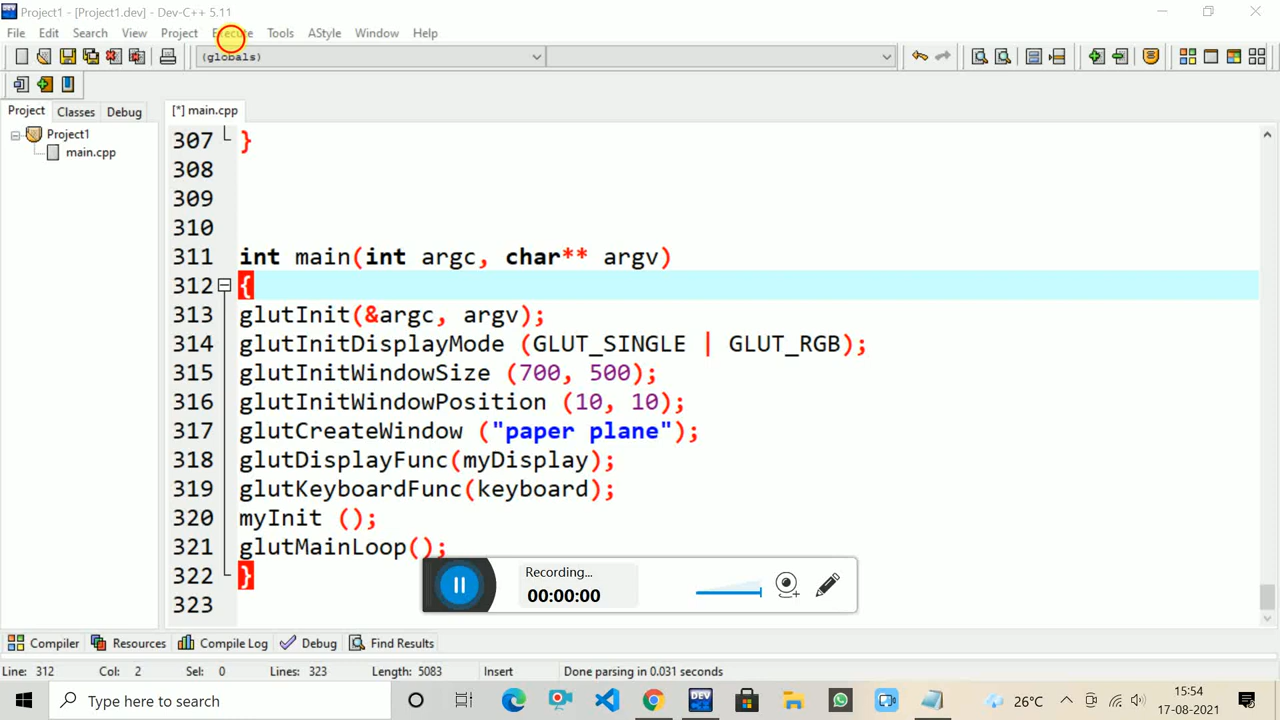 Project1 - [Project1.dev] - Dev-C++ 5.11
File Edit Search View Project Execute Tools AStyle Window Help
(globals)
Project Classes Debug
[*] main.cpp
Project1
main.cpp
307 }
308
309
310
311 int main(int argc, char** argv)
312 {
313 glutInit(&argc, argv);
314 glutInitDisplayMode (GLUT_SINGLE | GLUT_RGB);
315 glutInitWindowSize (700, 500);
316 glutInitWindowPosition (10, 10);
317 glutCreateWindow ("paper plane");
318 glutDisplayFunc(myDisplay);
319 glutKeyboardFunc(keyboard);
320 myInit ();
321 glutMainLoop();
322 }
323
Recording...
00:00:00
Compiler Resources Compile Log Debug Find Results
Line: 312 Col: 2 Sel: 0 Lines: 323 Length: 5083 Insert Done parsing in 0.031 seconds
Type here to search
DEV
26°C
15:54
17-08-2021